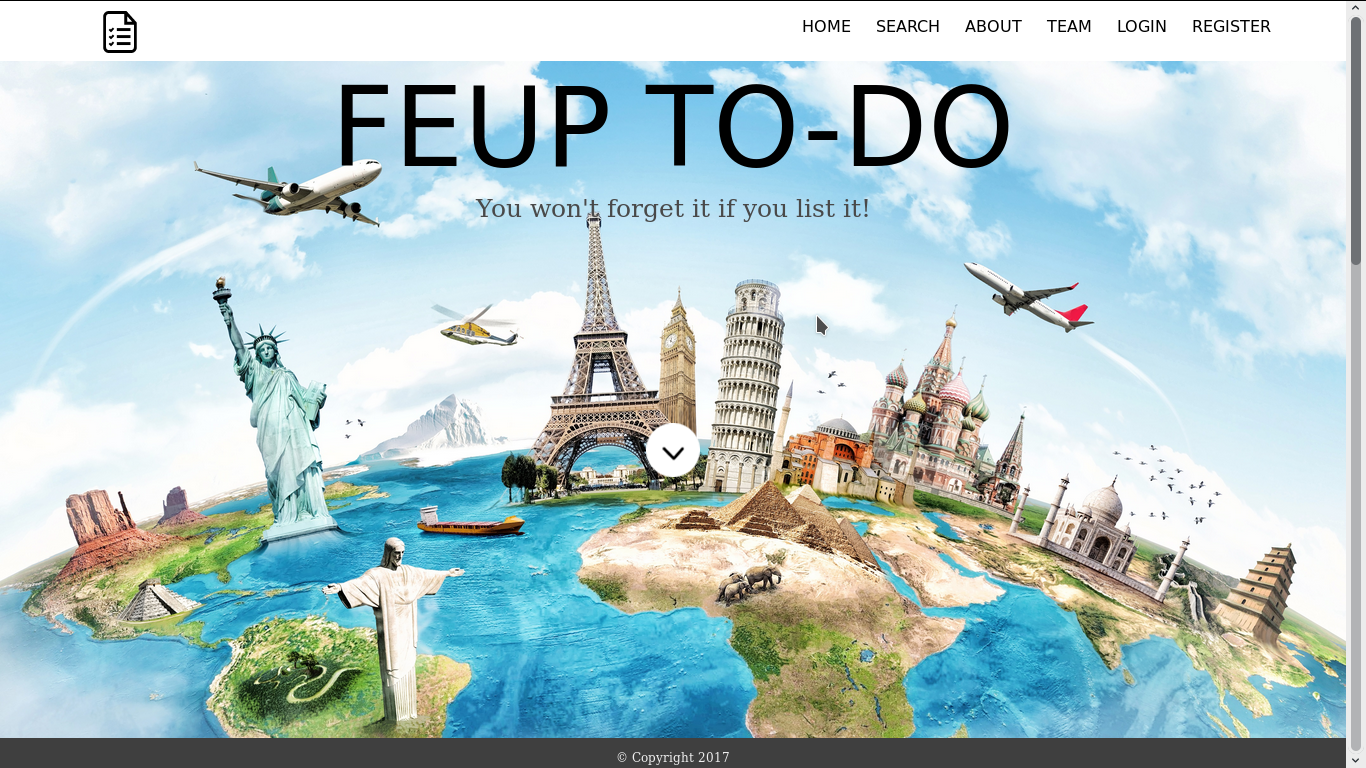 HOME SEARCH ABOUT TEAM LOGIN REGISTER
FEUP TO-DO
You won't forget it if you list it!
© Copyright 2017